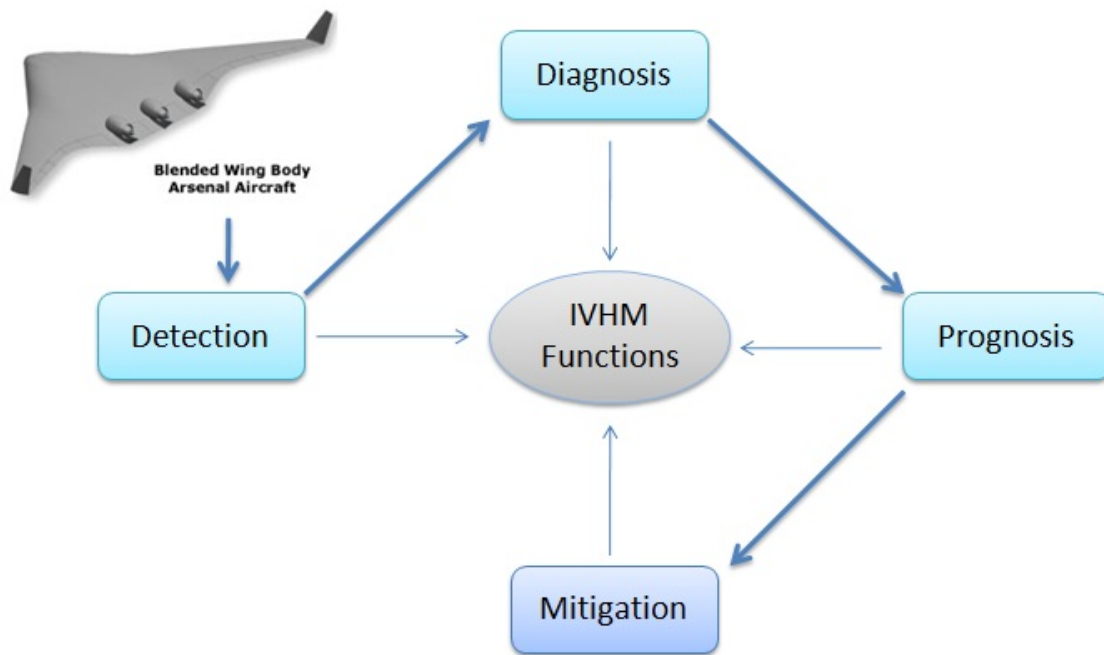 Diagnosis
Blended Wing Body
Arsenal Aircraft
Detection
IVHM
Functions
Prognosis
Mitigation